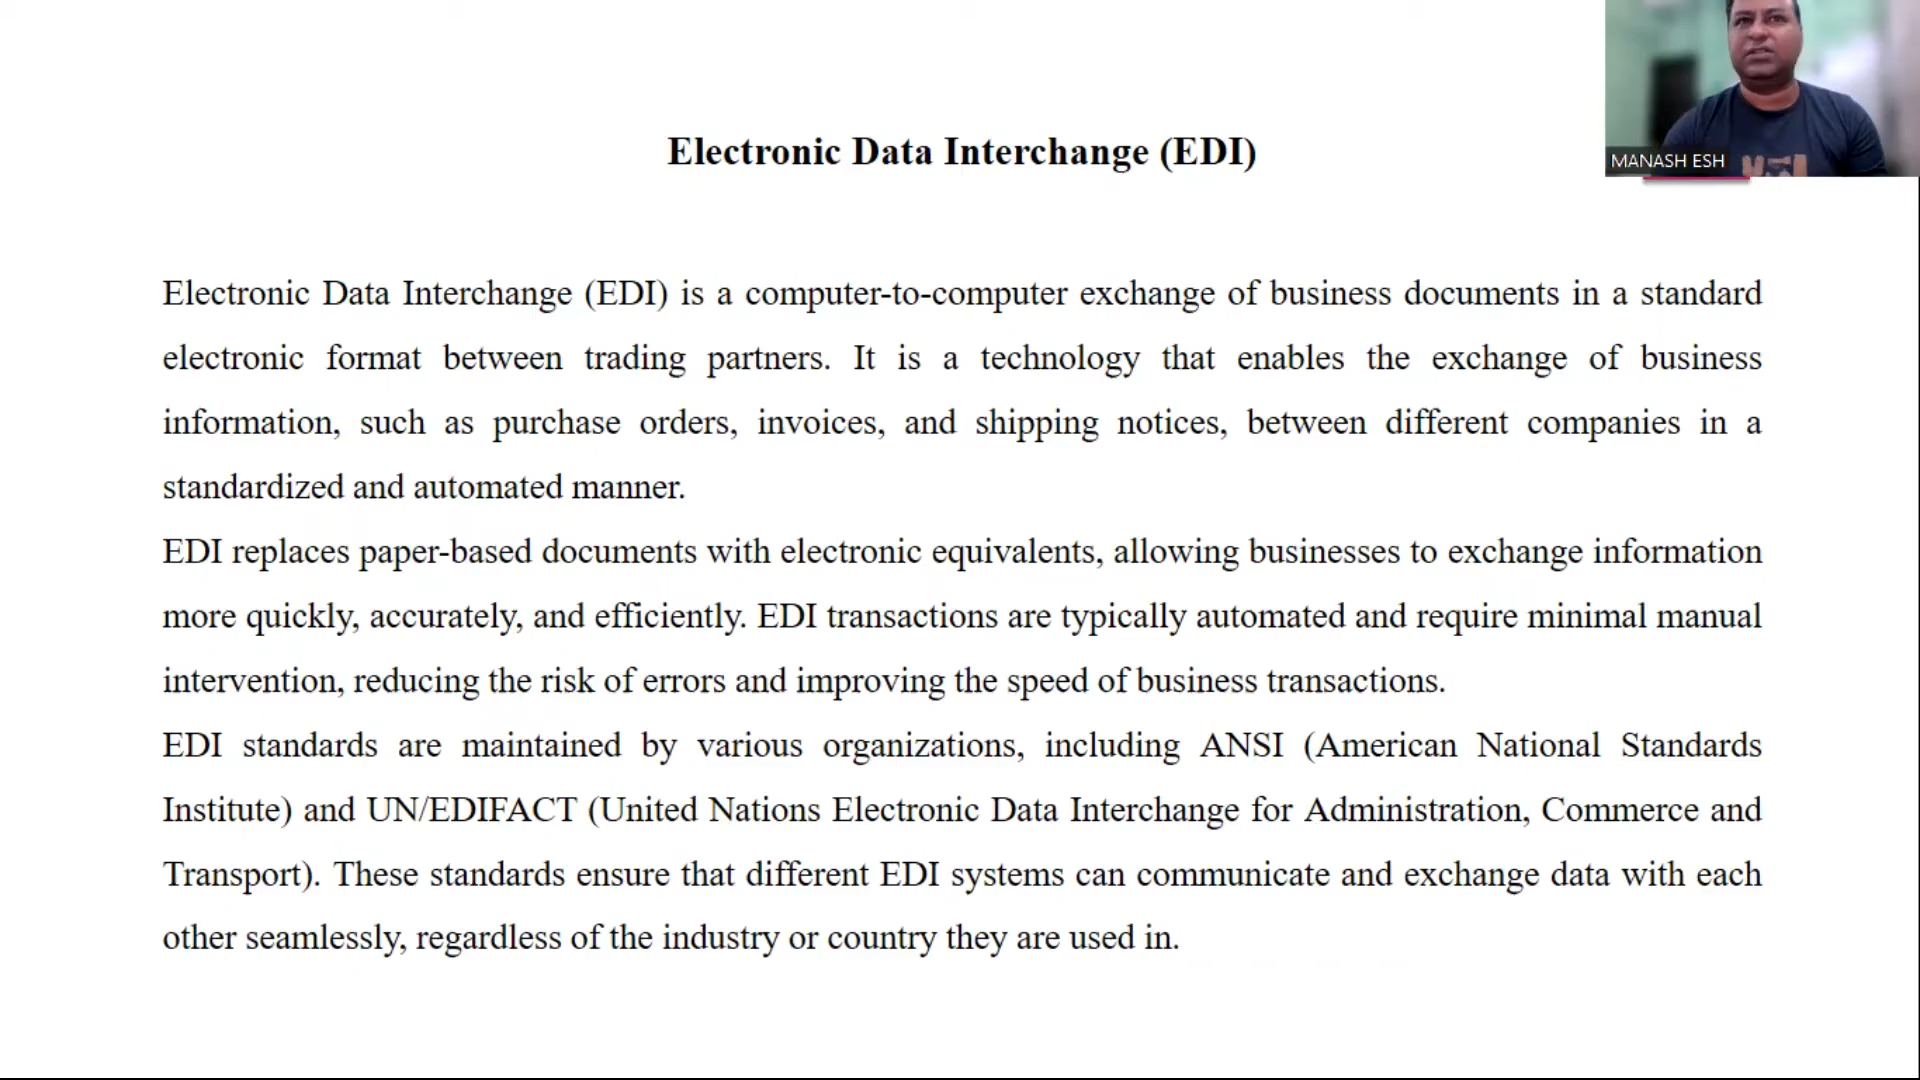 Electronic Data Interchange (EDI)
MANASH ESH
Electronic Data Interchange (EDI) is a computer-to-computer exchange of business documents in a standard
electronic format between trading partners. It is a technology that enables the exchange of business
information, such as purchase orders, invoices, and shipping notices, between different companies in a
standardized and automated manner.
EDI replaces paper-based documents with electronic equivalents, allowing businesses to exchange information
more quickly, accurately, and efficiently. EDI transactions are typically automated and require minimal manual
intervention, reducing the risk of errors and improving the speed of business transactions.
EDI standards are maintained by various organizations, including ANSI (American National Standards
Institute) and UN/EDIFACT (United Nations Electronic Data Interchange for Administration, Commerce and
Transport). These standards ensure that different EDI systems can communicate and exchange data with each
other seamlessly, regardless of the industry or country they are used in.